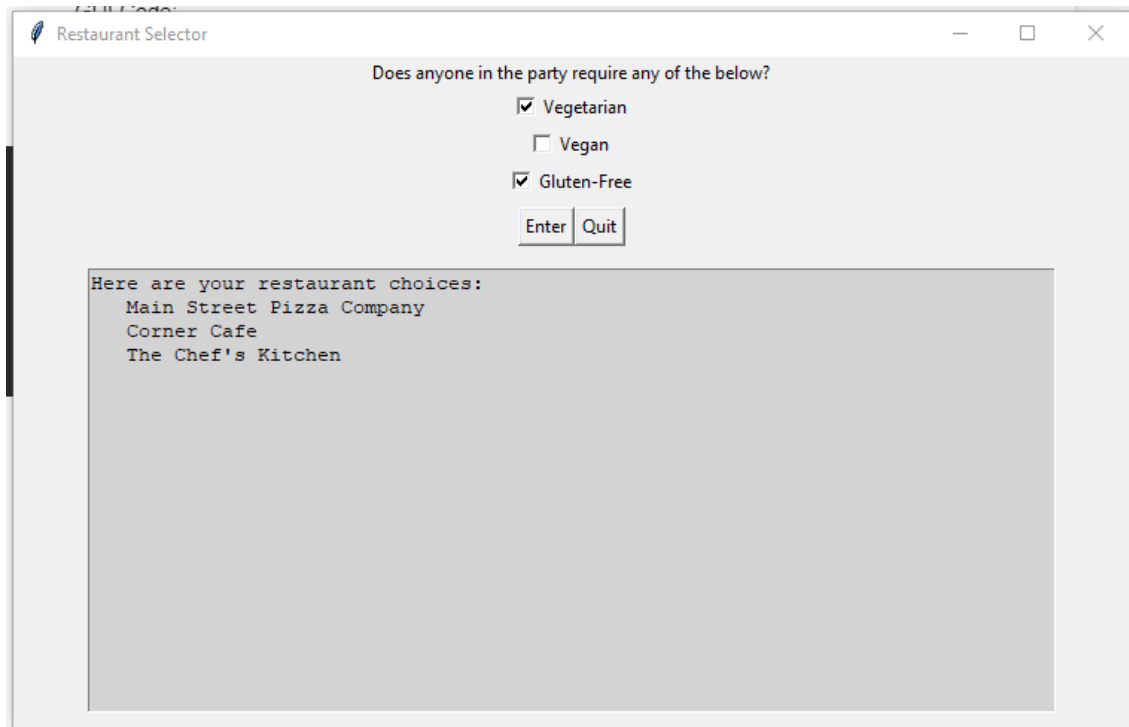 Restaurant Selector
Does anyone in the party require any of the below?
Vegetarian
Vegan
Gluten-Free
Enter Quit
Here are your restaurant choices:
Main Street Pizza Company
Corner Cafe
The Chef's Kitchen